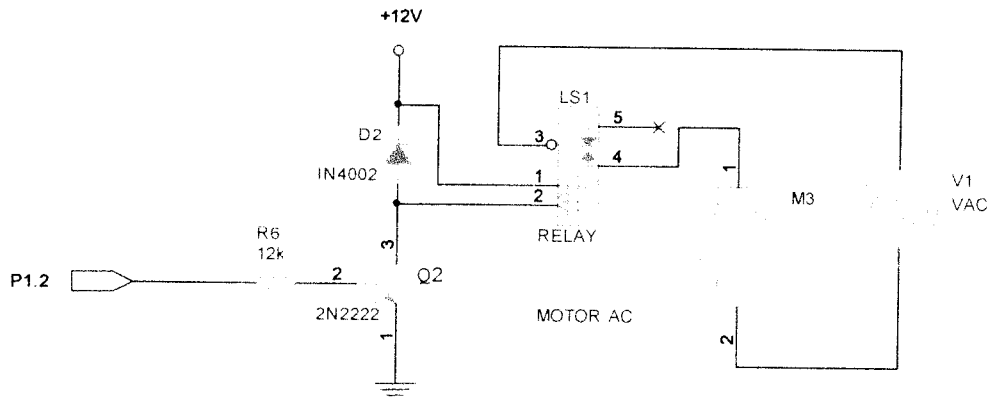 +12V
LS1
5
D2
3
4
IN4002
1
1
V1
M3
VAC
2
RELAY
R6
12k
3
P1.2
2
Q2
2N2222
MOTOR AC
1
2